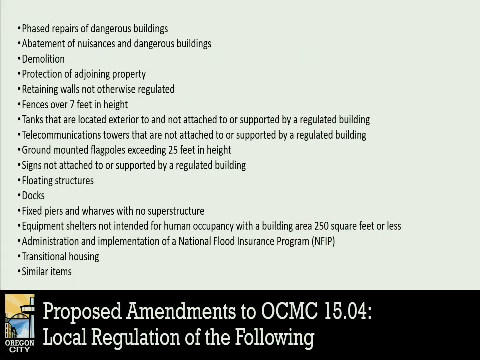 •Phased repairs of dangerous buildings
•Abatement of nuisances and dangerous buildings
•Demolition
•Protection of adjoining property
•Retaining walls not otherwise regulated
•Fences over 7 feet in height
•Tanks that are located exterior to and not attached to or supported by a regulated building
•Telecommunications towers that are not attached to or supported by a regulated building
•Ground mounted flagpoles exceeding 25 feet in height
•Signs not attached to or supported by a regulated building
•Floating structures
•Docks
•Fixed piers and wharves with no superstructure
•Equipment shelters not intended for human occupancy with a building area 250 square feet or less
•Administration and implementation of a National Flood Insurance Program (NFIP)
•Transitional housing
•Similar items
Proposed Amendments to OCMC 15.04:
Local Regulation of the Following
OREGON
CITY